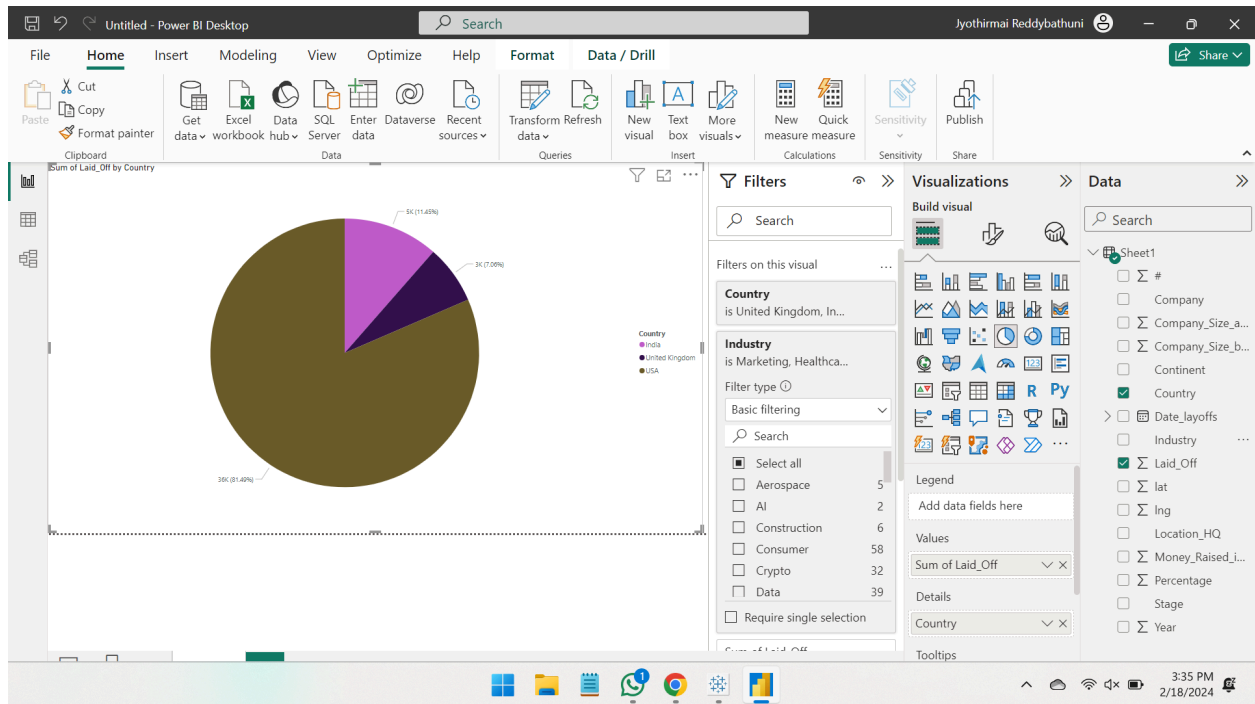 Untitled - Power BI Desktop
Search
Jyothirmai Reddybathuni
File Home Insert Modeling View Optimize Help Format Data / Drill
Share
Paste
Cut
Copy
Format painter
Clipboard
Get data
Excel workbook
Data hub
SQL Server
Enter data
Dataverse
Recent sources
Data
Transform data
Refresh
Queries
New visual
Text box
More visuals
Insert
New measure
Quick measure
Calculations
Sensitivity
Sensitivity
Publish
Share
Sum of Laid_Off by Country
5K (11.45%)
3K (7.06%)
36K (81.49%)
Country
India
United Kingdom
USA
Filters
Search
Filters on this visual
Country
is United Kingdom, In...
Industry
is Marketing, Healthca...
Filter type
Basic filtering
Search
Select all
Aerospace 5
AI 2
Construction 6
Consumer 58
Crypto 32
Data 39
Require single selection
Sum of Laid_Off
Visualizations
Build visual
123
R Py
123
Legend
Add data fields here
Values
Sum of Laid_Off
Details
Country
Tooltips
Data
Search
Sheet1
#
Company
Company_Size_a...
Company_Size_b...
Continent
Country
Date_layoffs
Industry
Laid_Off
lat
lng
Location_HQ
Money_Raised_i...
Percentage
Stage
Year
1
3:35 PM
2/18/2024